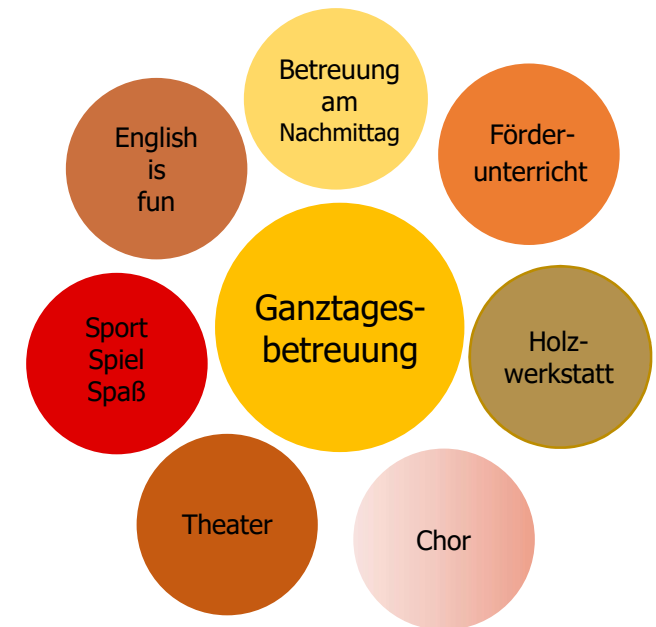 Betreuung
am
Nachmittag
English
is
fun
Förder-
unterricht
Ganztages-
betreuung
Sport
Spiel
Spaß
Holz-
werkstatt
Theater
Chor